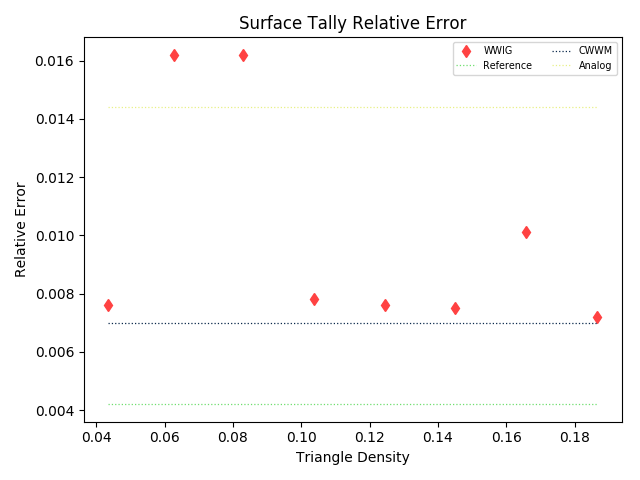 Surface Tally Relative Error
WWIG
Reference
CWWM
Analog
0.016
0.014
0.012
0.010
0.008
0.006
0.004
Relative Error
0.04 0.06 0.08 0.10 0.12 0.14 0.16 0.18
Triangle Density